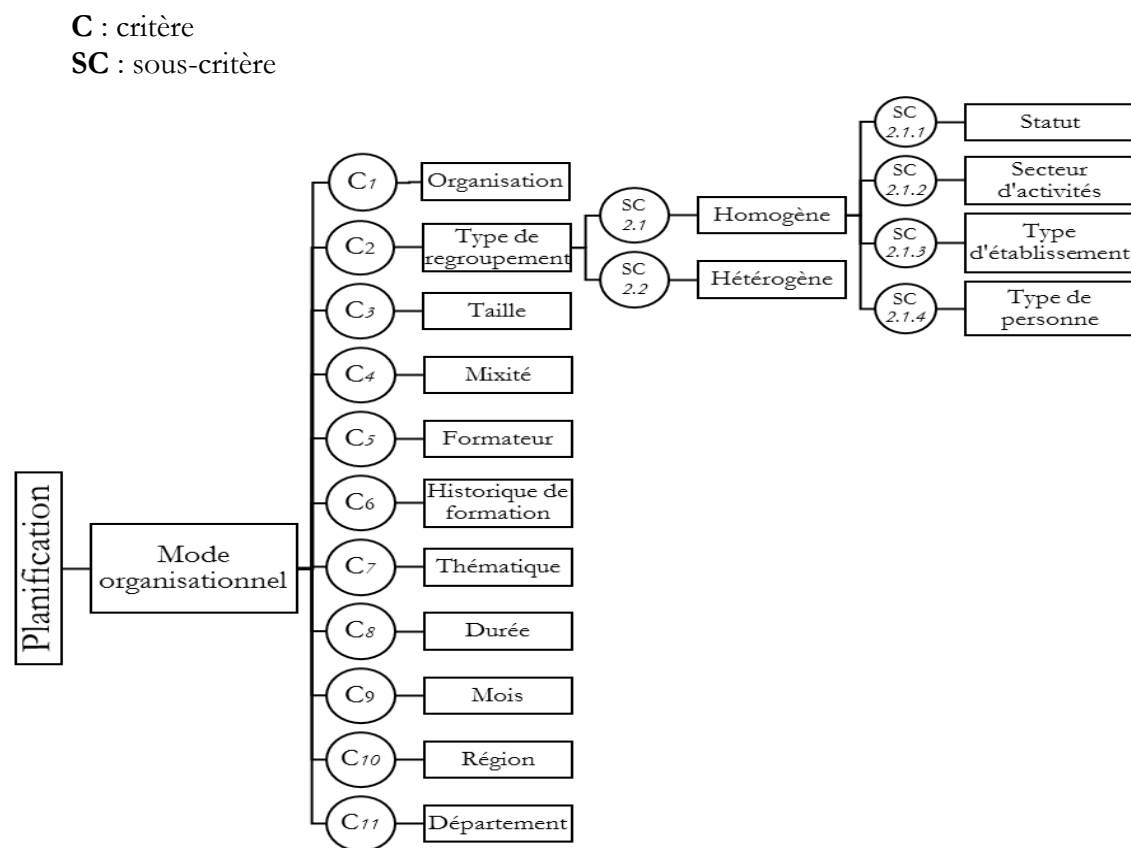 C : critère
SC : sous-critère
Planification
Mode
organisationnel
C1
Organisation
C2
Type de
regroupement
SC
2.1
Homogène
SC
2.1.1
Statut
SC
2.1.2
Secteur
d'activités
SC
2.1.3
Type
d'établissement
SC
2.1.4
Type de
personne
SC
2.2
Hétérogène
C3
Taille
C4
Mixité
C5
Formateur
C6
Historique de
formation
C7
Thématique
C8
Durée
C9
Mois
C10
Région
C11
Département